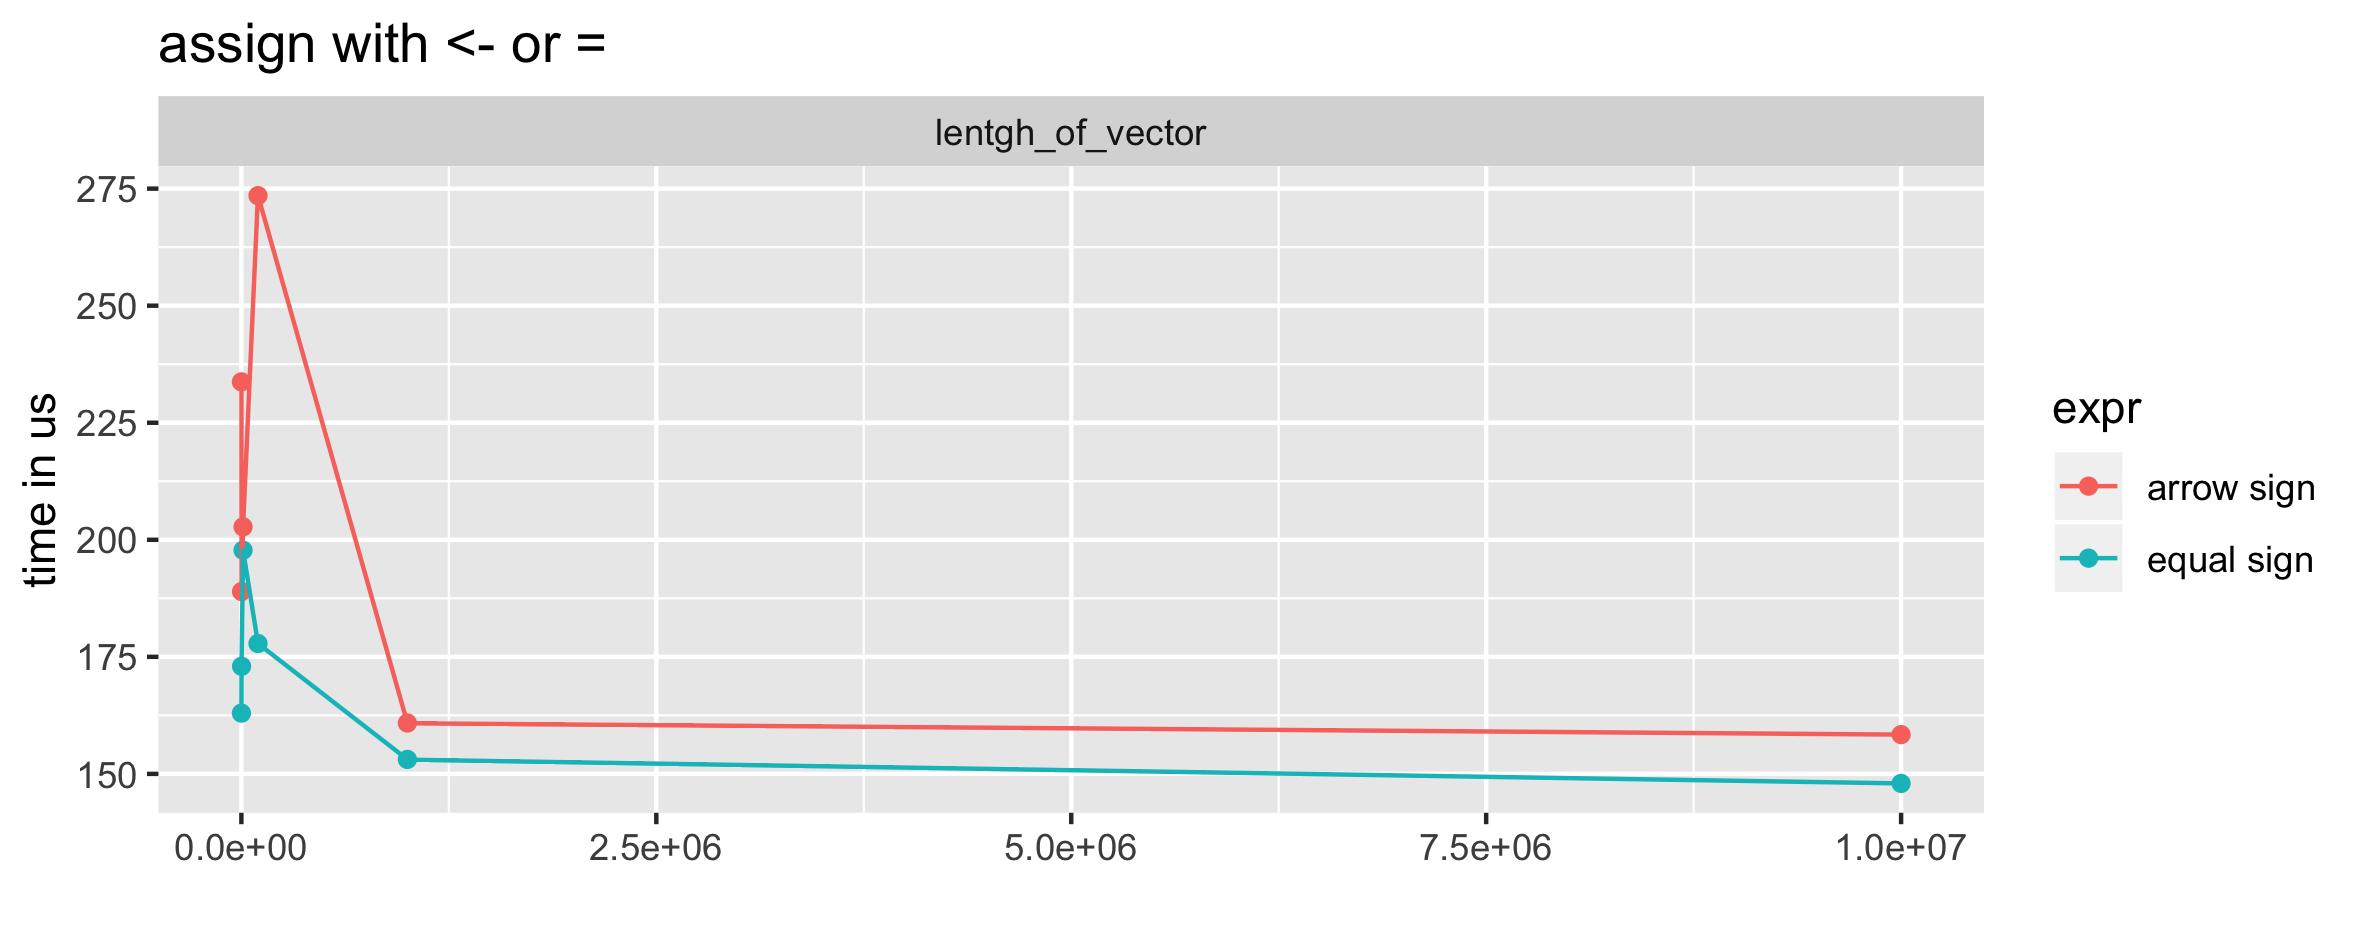 assign with <- or =
lentgh_of_vector
275
250
225
200
175
150
time in us
0.0e+00 2.5e+06 5.0e+06 7.5e+06 1.0e+07
expr
arrow sign
equal sign